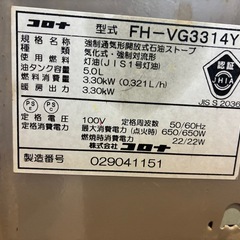 コロナ 型式 FH-VG3314Y
規格名称 強制通気形開放式石油ストーブ
種類 気化式・強制対流形
使用燃料 灯油(JIS1号灯油)
油タンク容量 5.0L
燃料消費量 3.30kW (0.321L/h)
暖房出力 3.30kW
認証
JHIA
JIS S 2036
PS E PS C
定格電圧 100V 定格周波数 50/60Hz
定格消費電力 最大消費電力(点火時) 650/650W
燃焼時消費電力 22/22W
株式会社 コロナ
製造番号 029041151